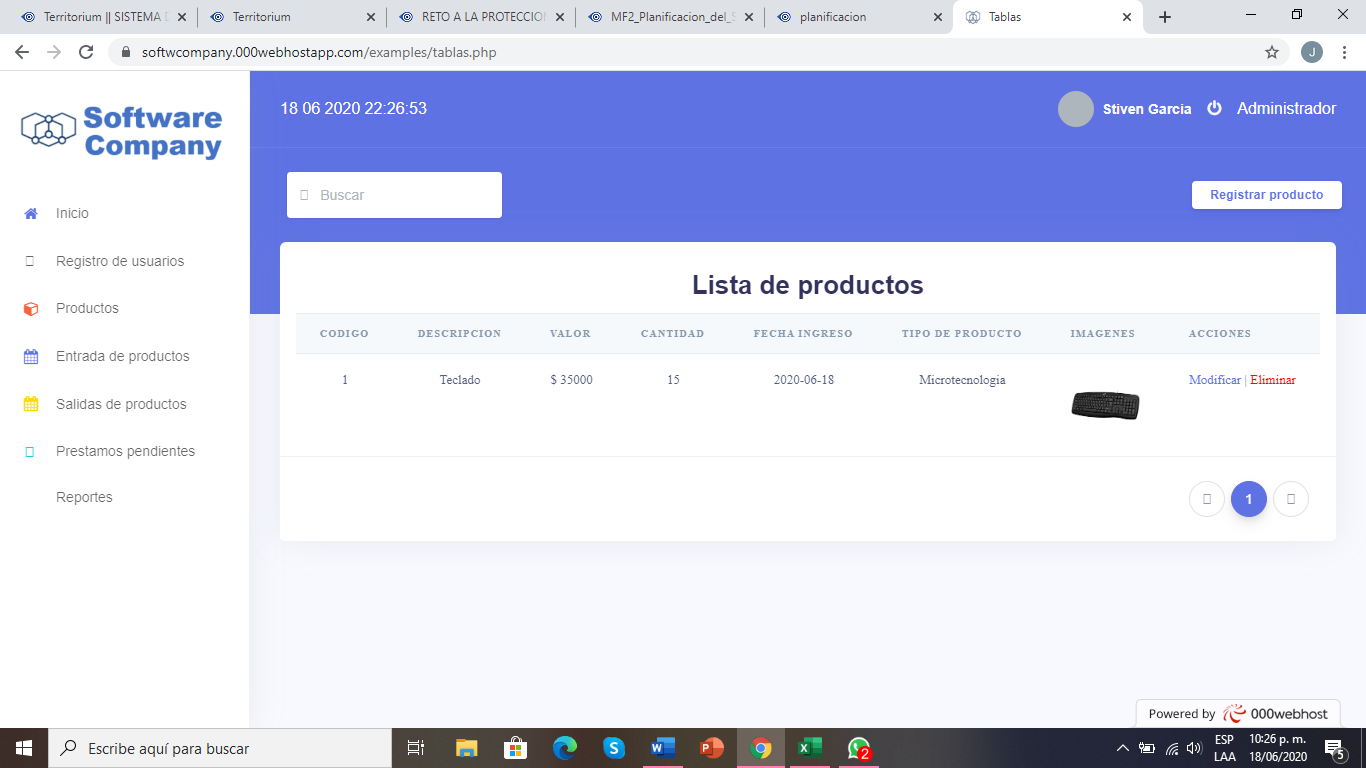 Territorium || SISTEMA D
Territorium
RETO A LA PROTECCION
MF2_Planificacion_del_S
planificacion
Tablas
softwcompany.000webhostapp.com/examples/tablas.php
J
Software
Company
18 06 2020 22:26:53
Stiven Garcia
Administrador
Buscar
Registrar producto
Inicio
Registro de usuarios
Productos
Entrada de productos
Salidas de productos
Prestamos pendientes
Reportes
Lista de productos
CODIGO DESCRIPCION VALOR CANTIDAD FECHA INGRESO TIPO DE PRODUCTO IMAGENES ACCIONES
1 Teclado $ 35000 15 2020-06-18 Microtecnologia Modificar | Eliminar
1
Powered by 000webhost
Escribe aquí para buscar
2
ESP
LAA
10:26 p. m.
18/06/2020
5